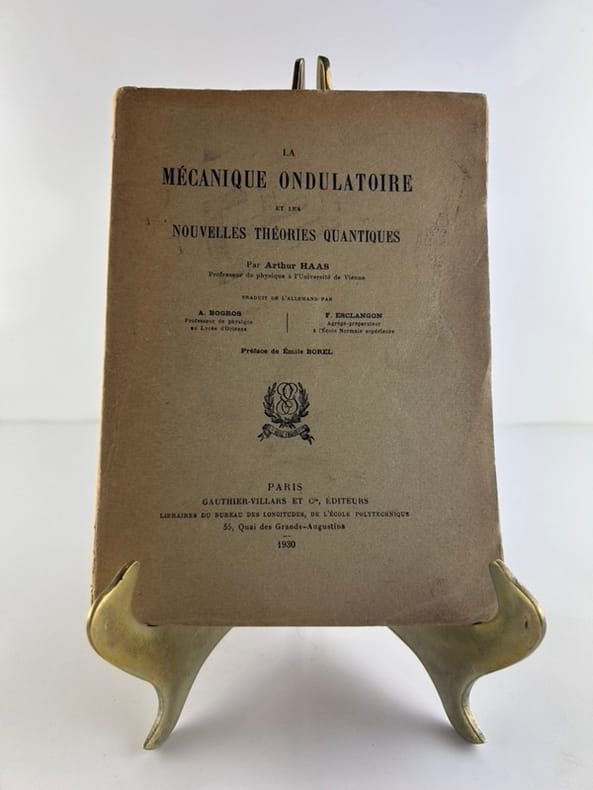 LA
MÉCANIQUE ONDULATOIRE
ET LES
NOUVELLES THÉORIES QUANTIQUES
Par Arthur HAAS
Professeur de physique à l'Université de Vienne
TRADUIT DE L'ALLEMAND PAR
A. BOGROS
Professeur de physique
au Lycée d'Orléans
F. ESCLANGON
Agrégé-préparateur
à l'École Normale supérieure
Préface de Émile BOREL
PARIS
GAUTHIER-VILLARS ET Cie, ÉDITEURS
LIBRAIRES DU BUREAU DES LONGITUDES, DE L'ÉCOLE POLYTECHNIQUE
55, Quai des Grands-Augustins
1930